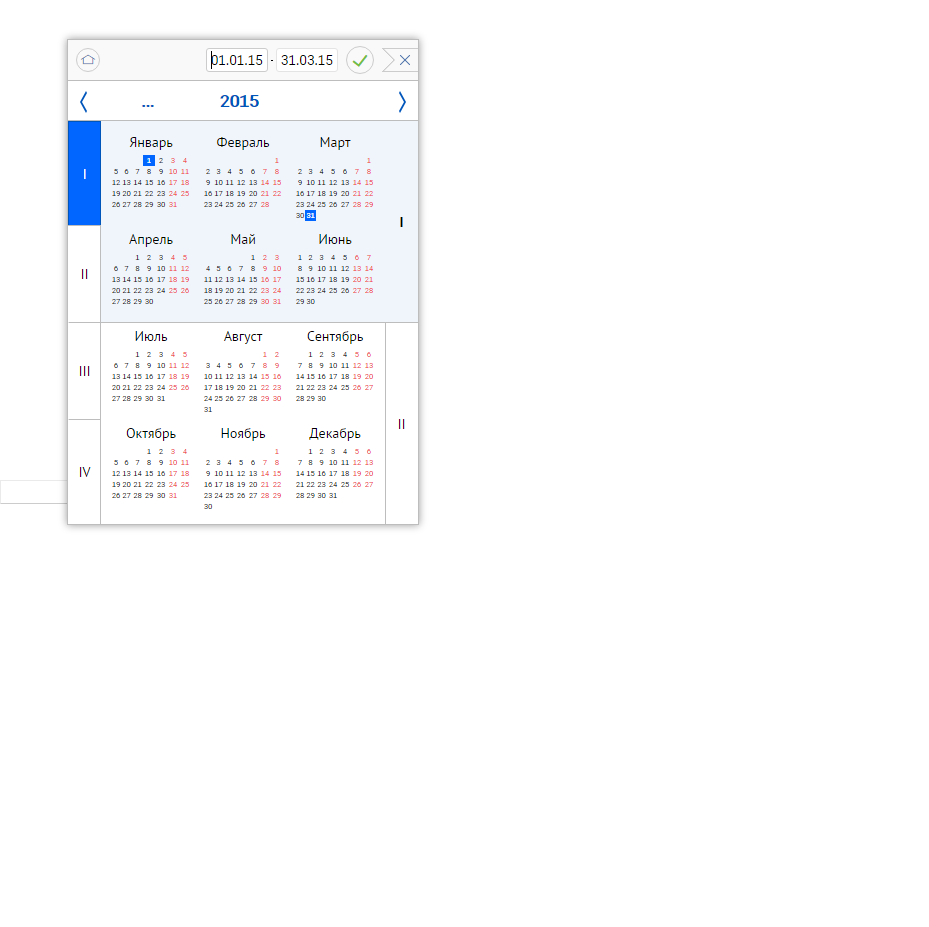 01.01.15 - 31.03.15
... 2015
Январь Февраль Март
1 2 3 4 1 1
5 6 7 8 9 10 11 2 3 4 5 6 7 8 2 3 4 5 6 7 8
I
12 13 14 15 16 17 18 9 10 11 12 13 14 15 9 10 11 12 13 14 15
19 20 21 22 23 24 25 16 17 18 19 20 21 22 16 17 18 19 20 21 22
26 27 28 29 30 31 23 24 25 26 27 28 23 24 25 26 27 28 29
30 31
I
Апрель Май Июнь
1 2 3 4 5 1 2 3 1 2 3 4 5 6 7
6 7 8 9 10 11 12 4 5 6 7 8 9 10 8 9 10 11 12 13 14
II
13 14 15 16 17 18 19 11 12 13 14 15 16 17 15 16 17 18 19 20 21
20 21 22 23 24 25 26 18 19 20 21 22 23 24 22 23 24 25 26 27 28
27 28 29 30 25 26 27 28 29 30 31 29 30
Июль Август Сентябрь
1 2 3 4 5 1 2 1 2 3 4 5 6
6 7 8 9 10 11 12 3 4 5 6 7 8 9 7 8 9 10 11 12 13
III
13 14 15 16 17 18 19 10 11 12 13 14 15 16 14 15 16 17 18 19 20
20 21 22 23 24 25 26 17 18 19 20 21 22 23 21 22 23 24 25 26 27
27 28 29 30 31 24 25 26 27 28 29 30 28 29 30
31
II
Октябрь Ноябрь Декабрь
1 2 3 4 1 1 2 3 4 5 6
5 6 7 8 9 10 11 2 3 4 5 6 7 8 7 8 9 10 11 12 13
IV
12 13 14 15 16 17 18 9 10 11 12 13 14 15 14 15 16 17 18 19 20
19 20 21 22 23 24 25 16 17 18 19 20 21 22 21 22 23 24 25 26 27
26 27 28 29 30 31 23 24 25 26 27 28 29 28 29 30 31
30